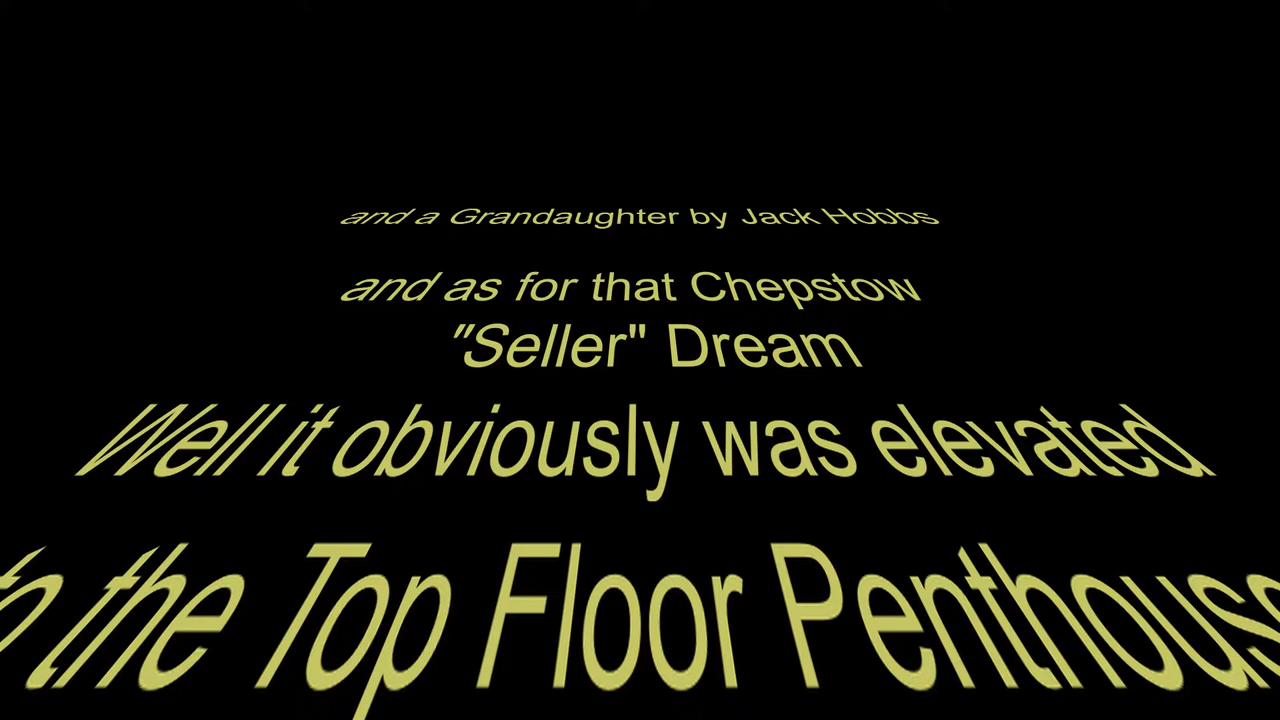 and a Grandaughter by Jack Hobbs
and as for that Chepstow
"Seller" Dream
Well it obviously was elevated
to the Top Floor Penthouse